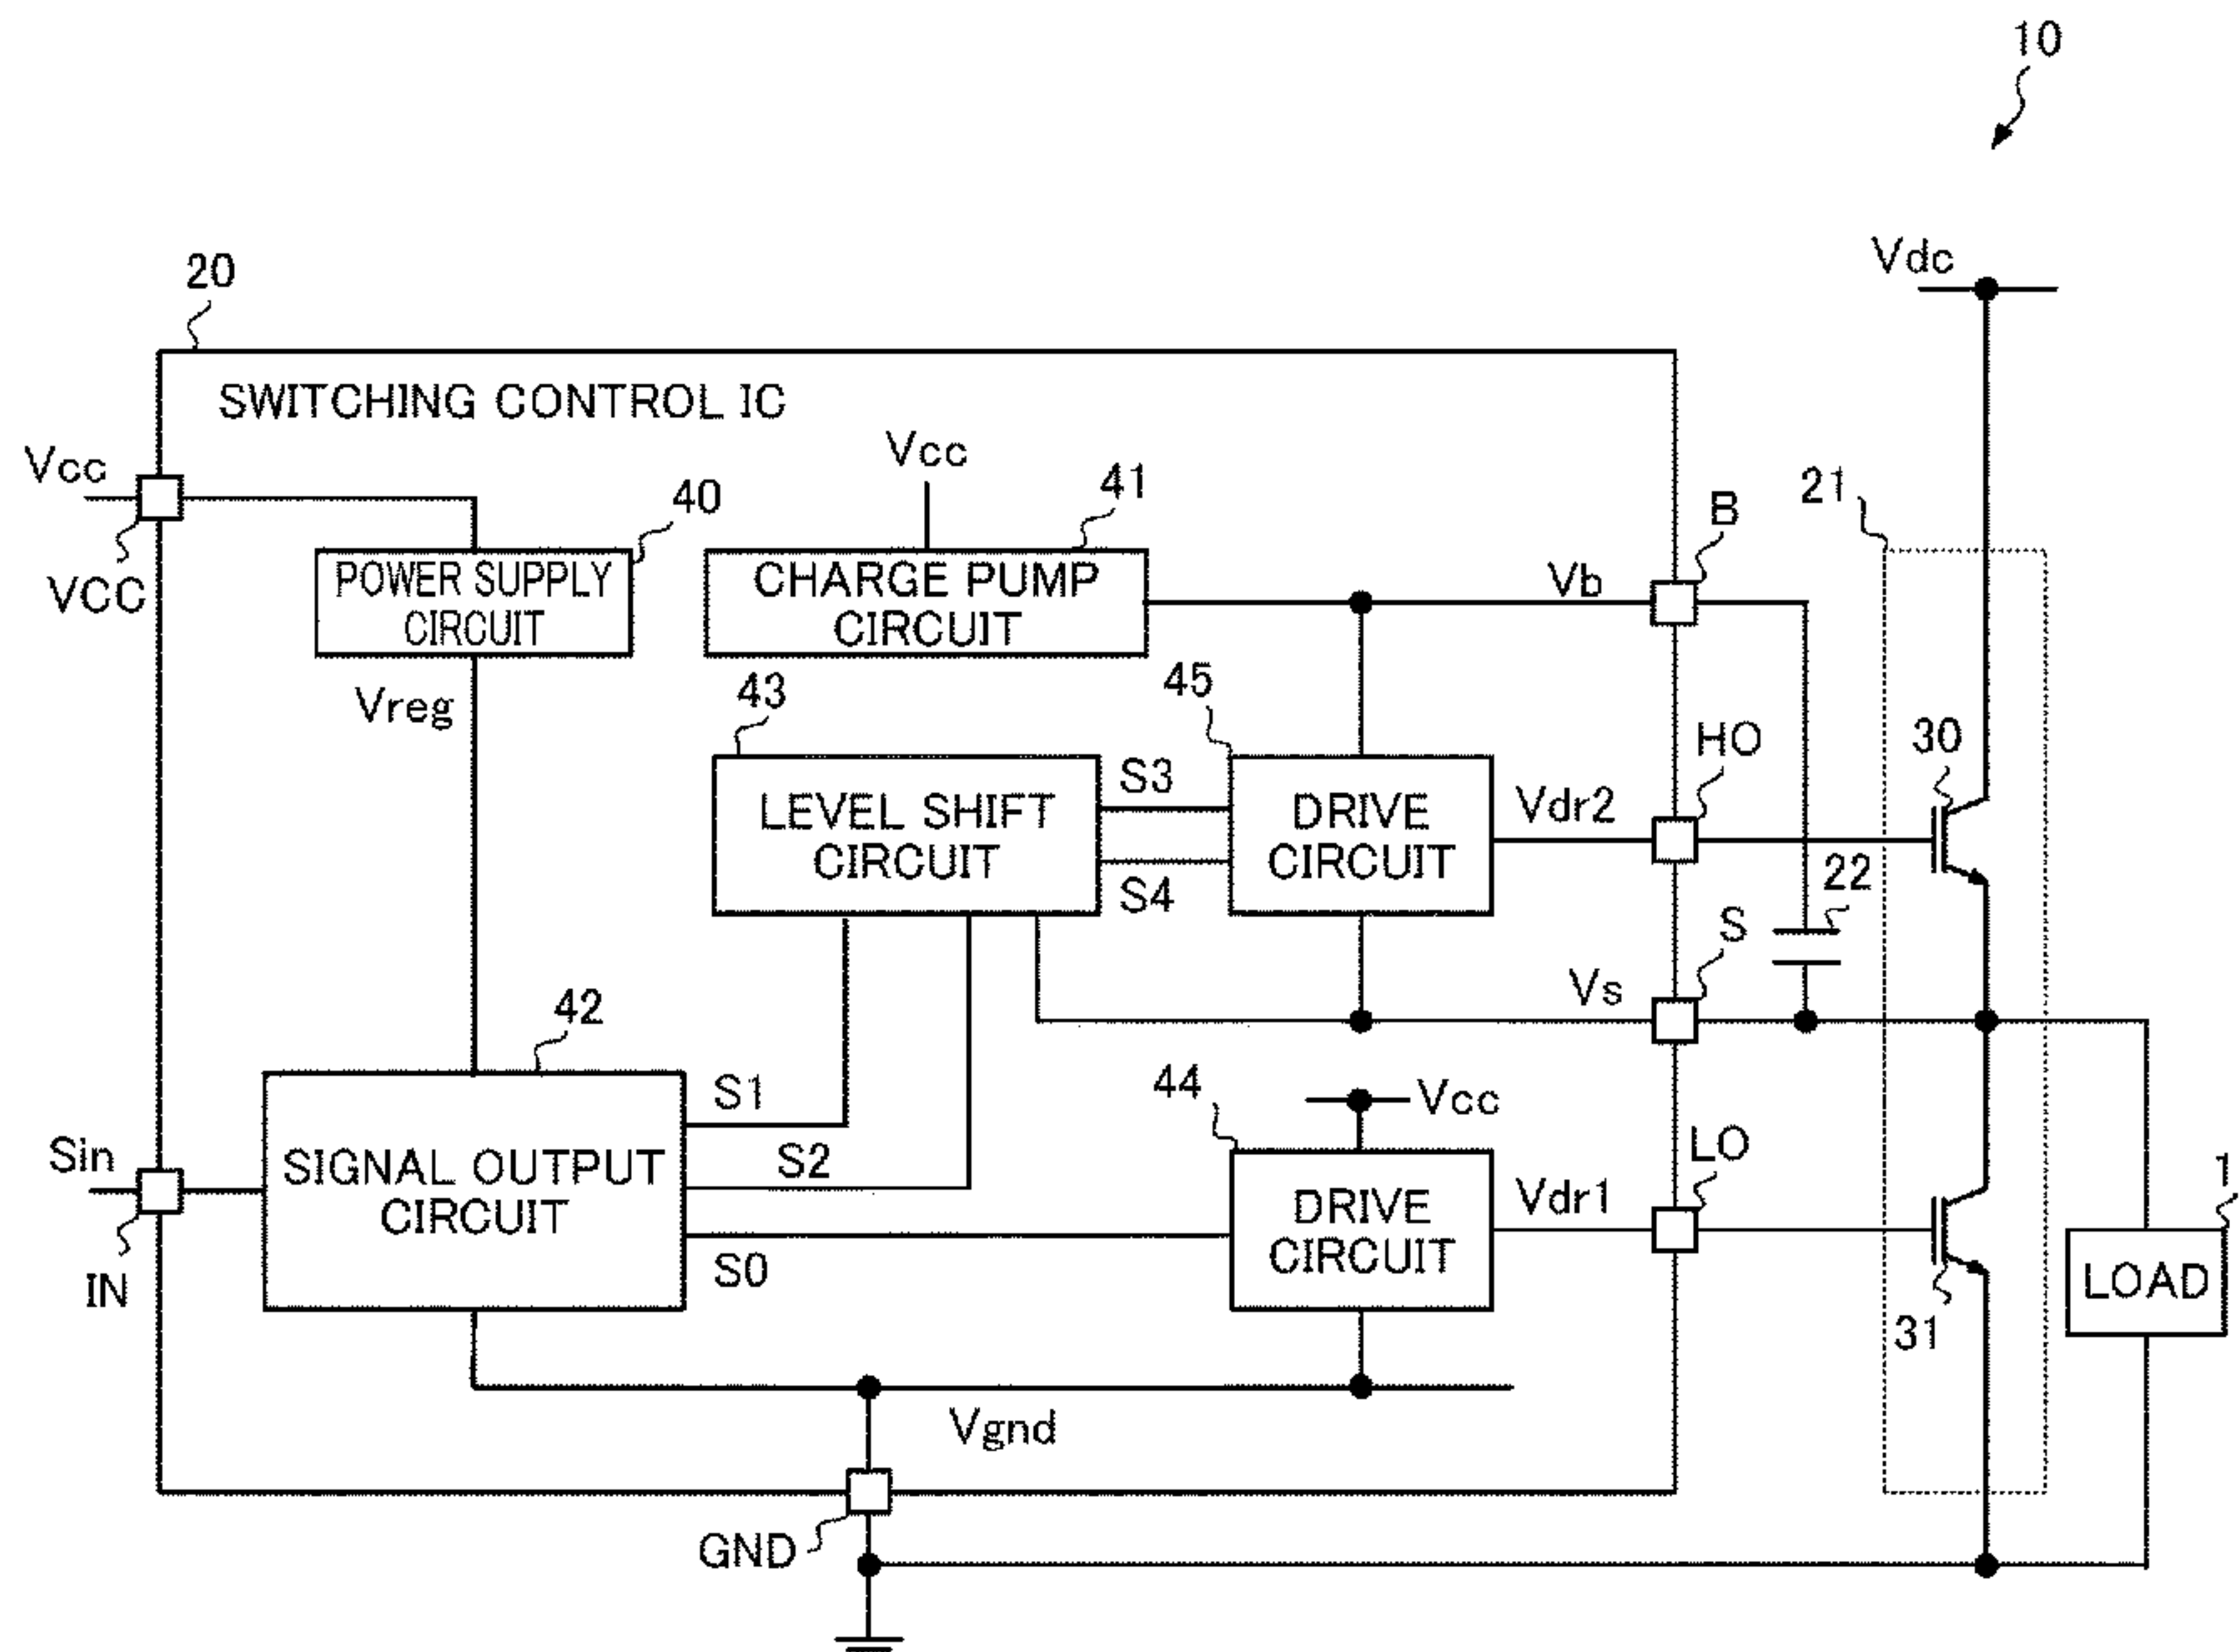 10
Vdc
20
SWITCHING CONTROL IC
Vcc
Vcc
VCC
40
POWER SUPPLY
CIRCUIT
41
CHARGE PUMP
CIRCUIT
Vb
B
21
Vreg
43
LEVEL SHIFT
CIRCUIT
S3
S4
45
DRIVE
CIRCUIT
Vdr2
HO
30
22
Vs
S
42
SIGNAL OUTPUT
CIRCUIT
Sin
IN
S1
S2
S0
44
Vcc
DRIVE
CIRCUIT
Vdr1
LO
31
1
LOAD
Vgnd
GND